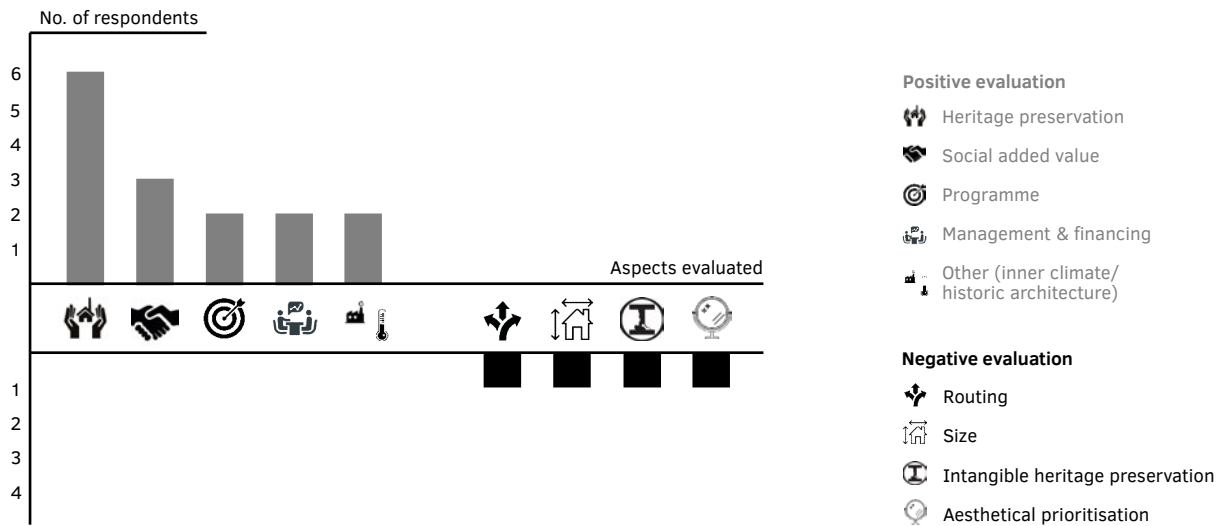 No. of respondents
6
5
4
3
2
1
Aspects evaluated
1
2
3
4
Positive evaluation
Heritage preservation
Social added value
Programme
Management & financing
Other (inner climate/
historic architecture)
Negative evaluation
Routing
Size
Intangible heritage preservation
Aesthetical prioritisation